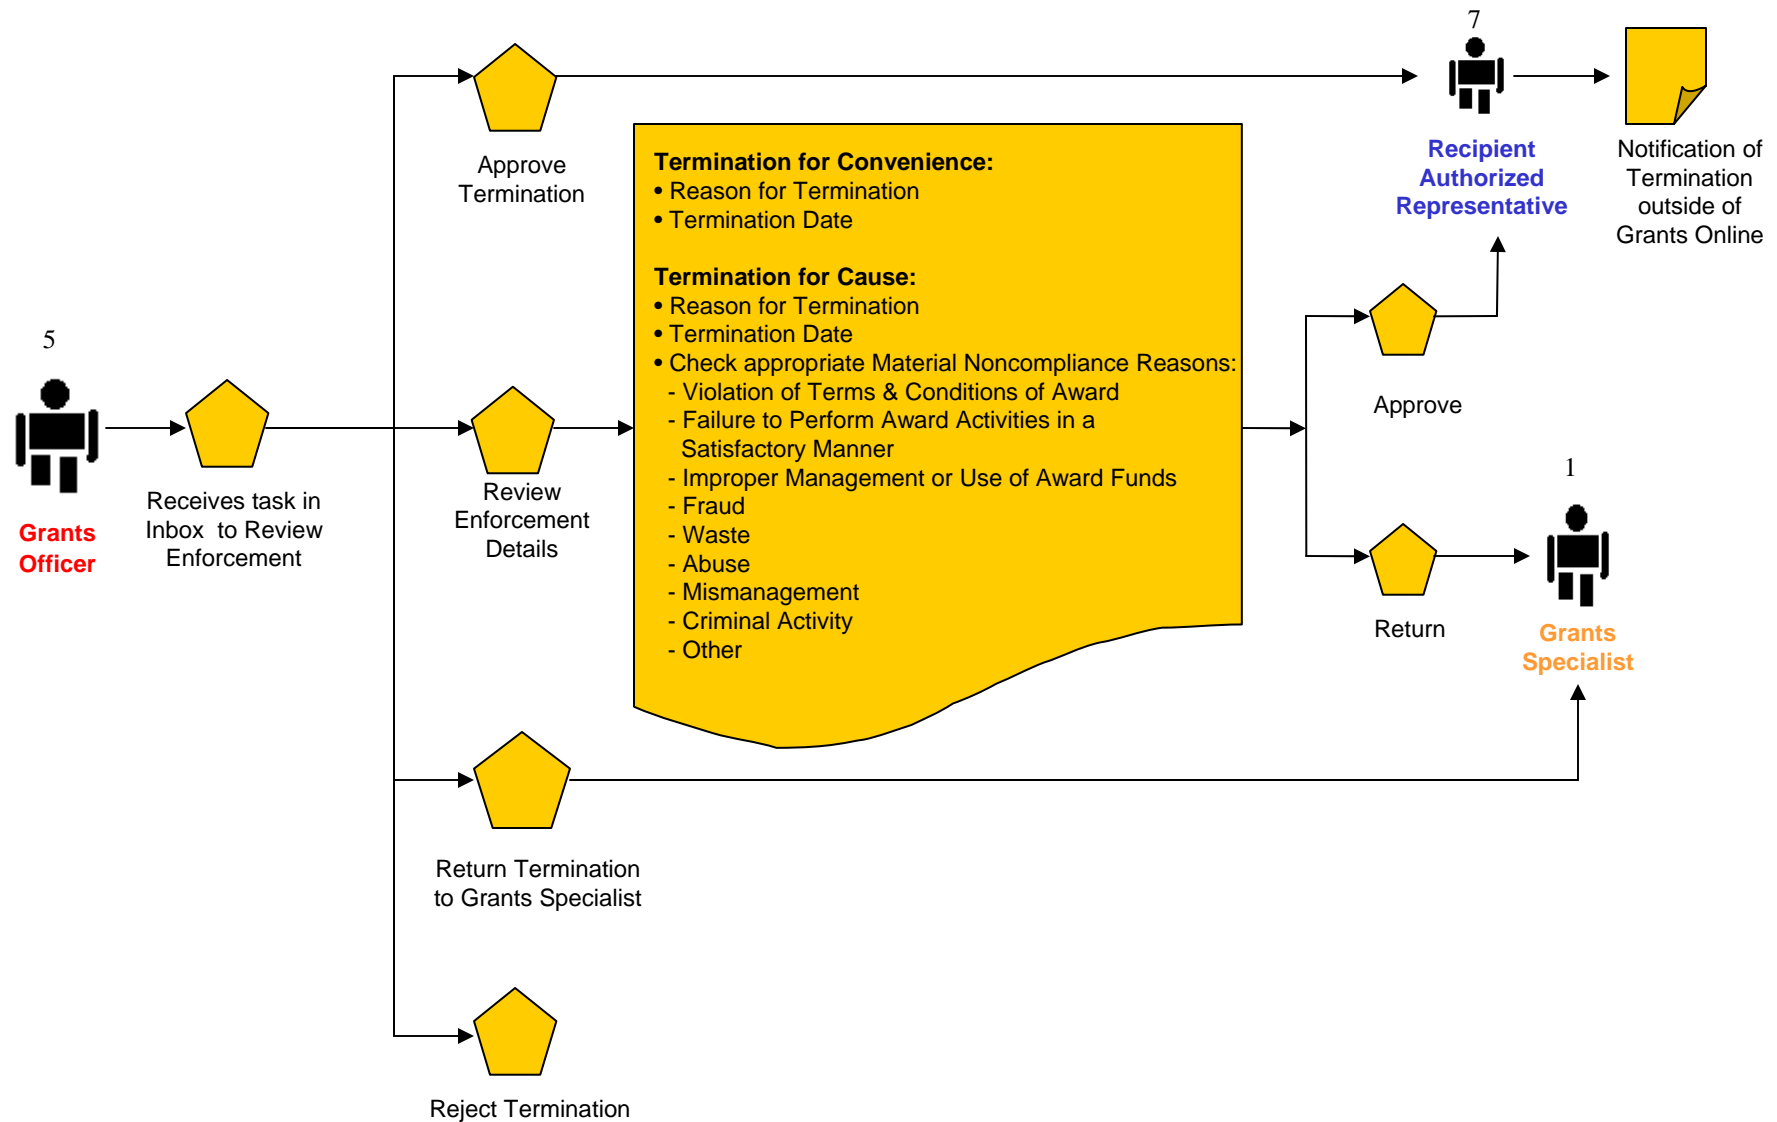 5
Grants
Officer
Receives task in
Inbox to Review
Enforcement
Approve
Termination
Review
Enforcement
Details
Return Termination
to Grants Specialist
Reject Termination
Termination for Convenience:
• Reason for Termination
• Termination Date
Termination for Cause:
• Reason for Termination
• Termination Date
• Check appropriate Material Noncompliance Reasons:
- Violation of Terms & Conditions of Award
- Failure to Perform Award Activities in a
Satisfactory Manner
- Improper Management or Use of Award Funds
- Fraud
- Waste
- Abuse
- Mismanagement
- Criminal Activity
- Other
Approve
Return
7
Recipient
Authorized
Representative
Notification of
Termination
outside of
Grants Online
1
Grants
Specialist